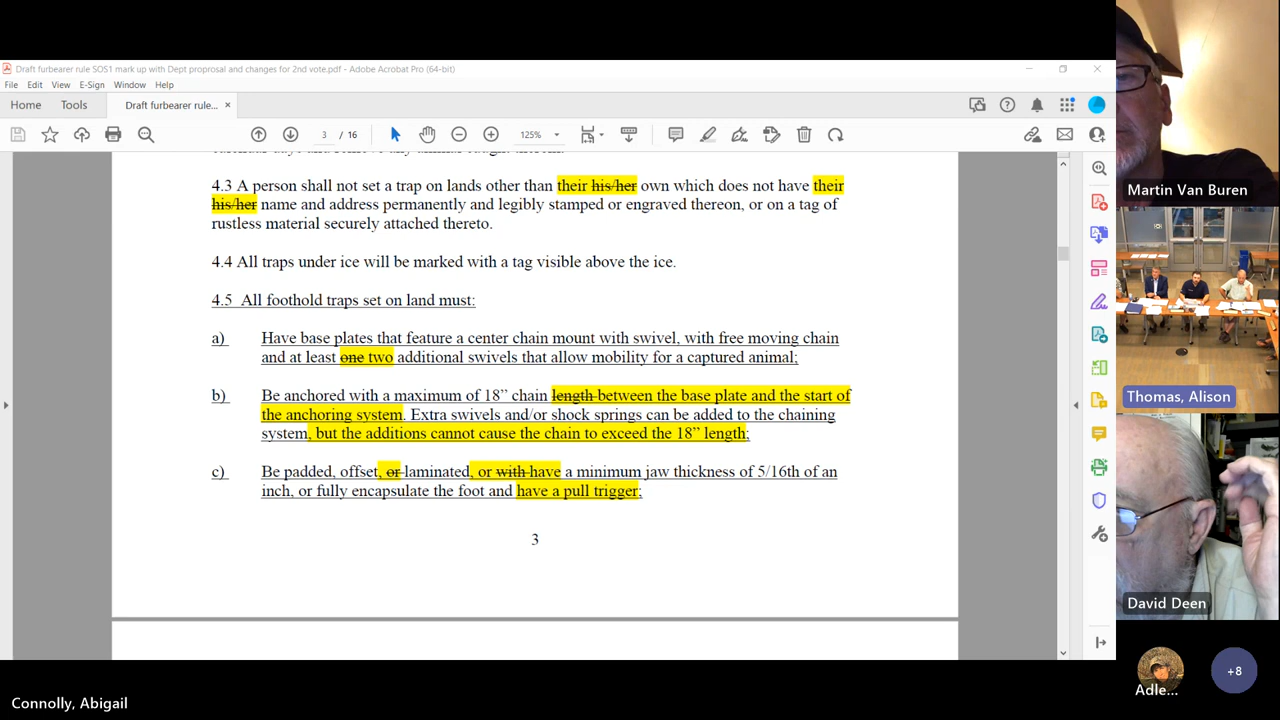 Draft furbearer rule SOS1 mark up with Dept proprosal and changes for 2nd vote.pdf - Adobe Acrobat Pro (64-bit)
File Edit View E-Sign Window Help
Home Tools Draft furbearer rule... ×
3 / 16 125%
4.3 A person shall not set a trap on lands other than their his/her own which does not have their
his/her name and address permanently and legibly stamped or engraved thereon, or on a tag of
rustless material securely attached thereto.
4.4 All traps under ice will be marked with a tag visible above the ice.
4.5 All foothold traps set on land must:
a) Have base plates that feature a center chain mount with swivel, with free moving chain
and at least one two additional swivels that allow mobility for a captured animal;
b) Be anchored with a maximum of 18” chain length between the base plate and the start of
the anchoring system. Extra swivels and/or shock springs can be added to the chaining
system, but the additions cannot cause the chain to exceed the 18” length;
c) Be padded, offset, or laminated, or with have a minimum jaw thickness of 5/16th of an
inch, or fully encapsulate the foot and have a pull trigger;
3
Martin Van Buren
Thomas, Alison
David Deen
Adle...
+8
Connolly, Abigail